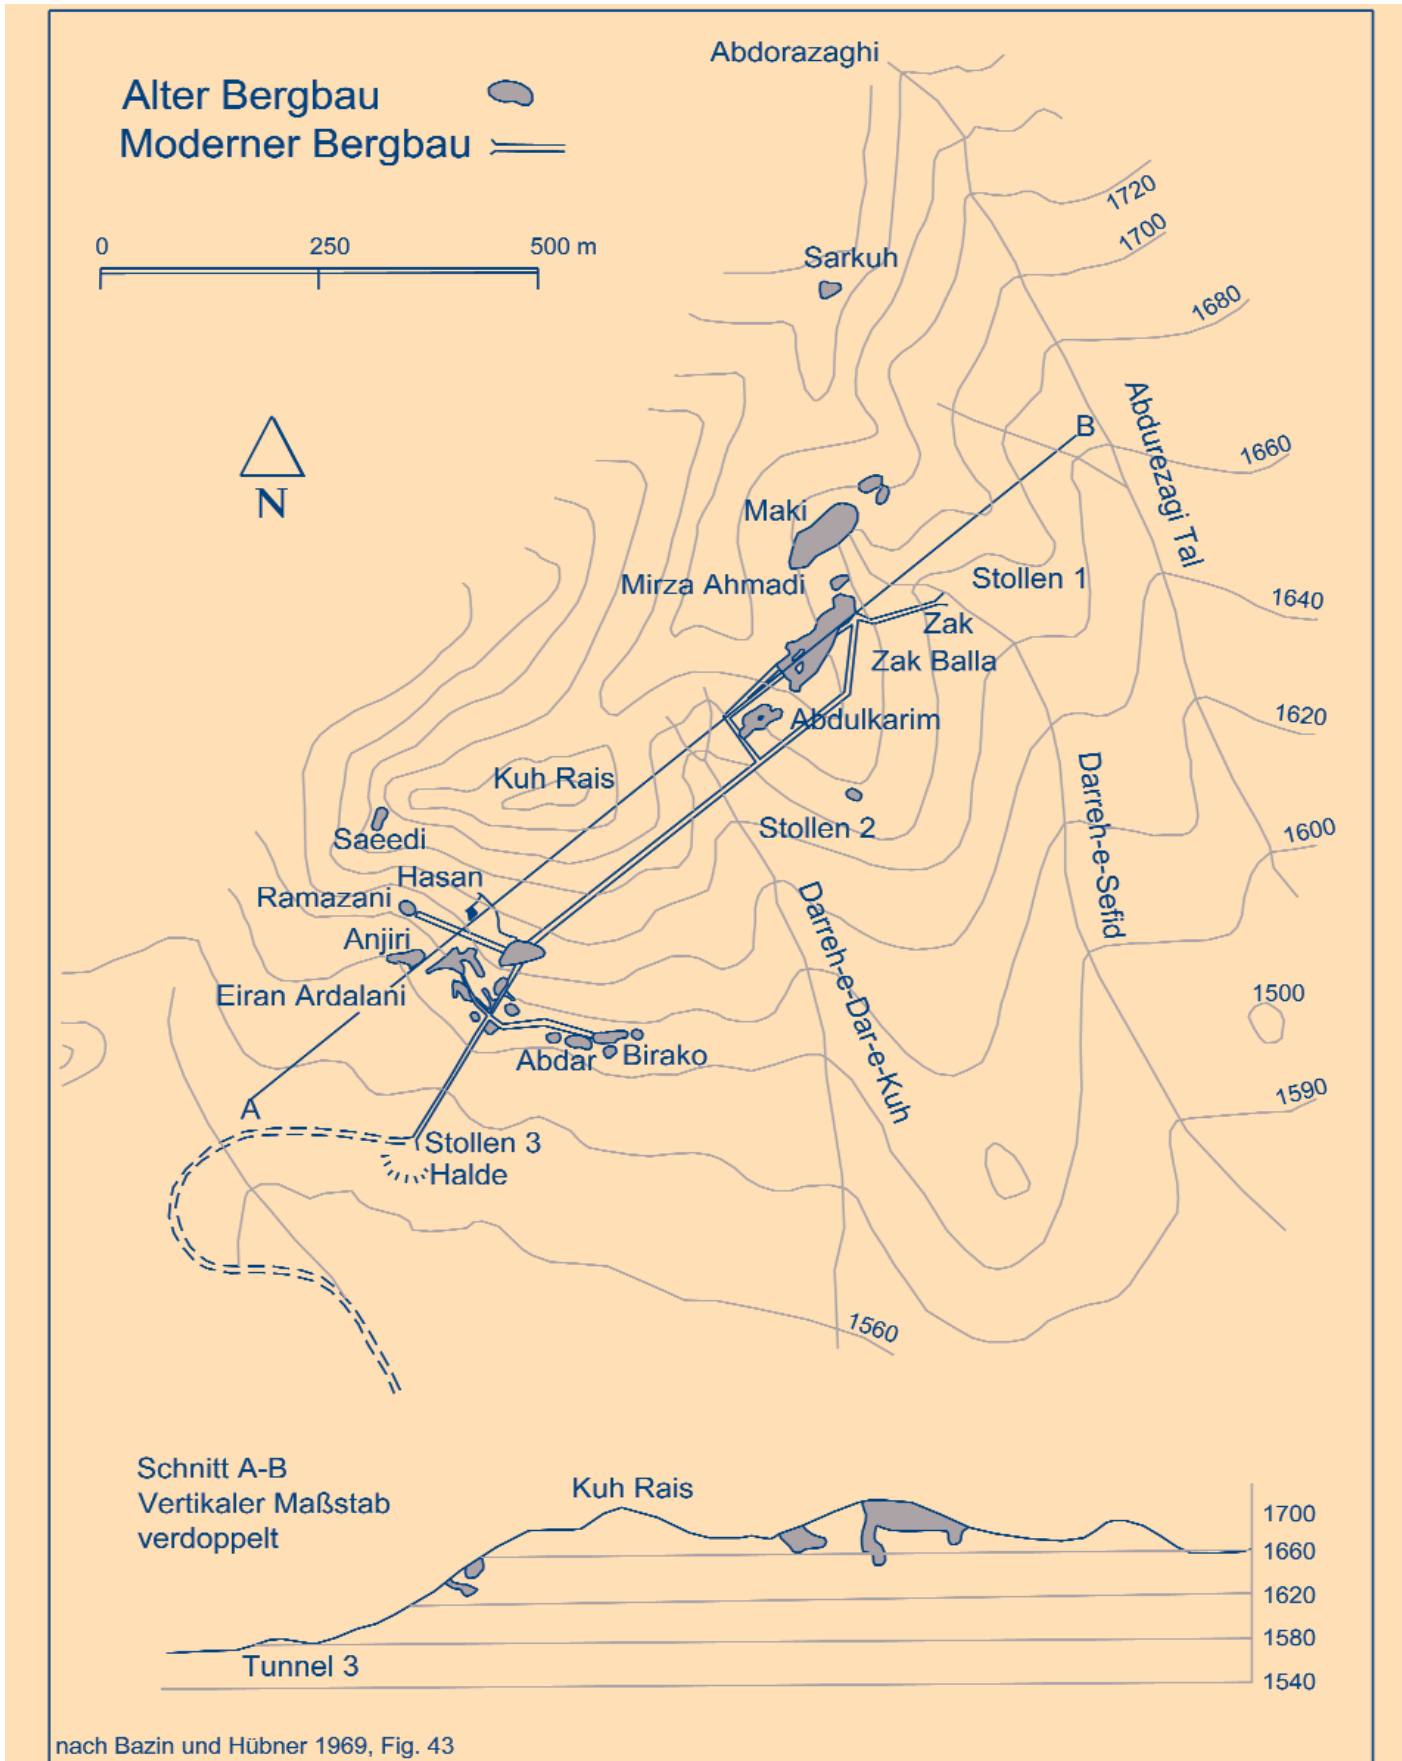 Abdorazaghi
Alter Bergbau
Moderner Bergbau
0 250 500 m
1720
1700
1680
Sarkuh
N
B
Abdurezagi Tal
1660
Maki
Mirza Ahmadi
Stollen 1
Zak
1640
Zak Balla
Abdulkarim
1620
Kuh Rais
Stollen 2
Darreh-e-Sefid
1600
Saeedi
Hasan
Ramazani
Darreh-e-Dar-e-Kuh
Anjiri
Eiran Ardalani
1500
Abdar
Birako
1590
A
Stollen 3
Halde
1560
Schnitt A-B
Vertikaler Maßstab
verdoppelt
Kuh Rais
1700
1660
1620
1580
1540
Tunnel 3
nach Bazin und Hübner 1969, Fig. 43